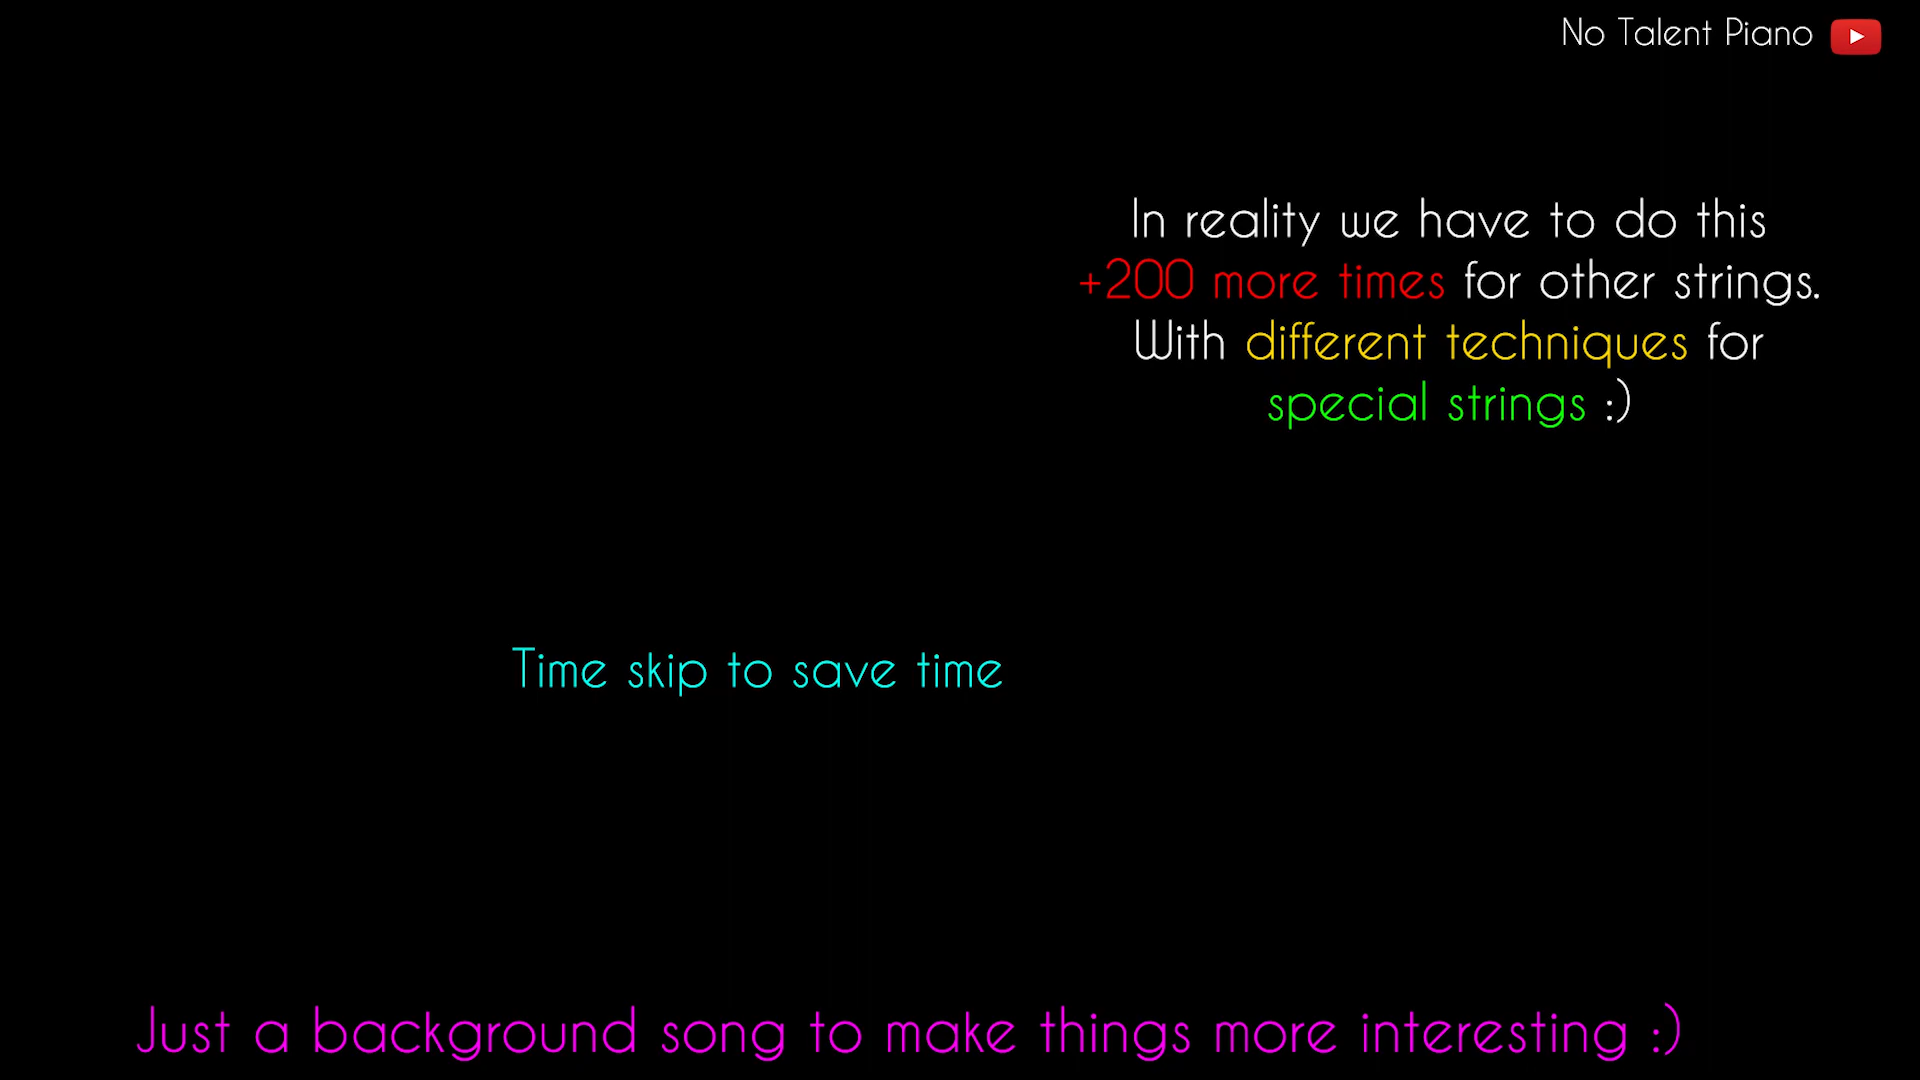 No Talent Piano
In reality we have to do this
+200 more times for other strings.
With different techniques for
special strings :)
Time skip to save time
Just a background song to make things more interesting :)